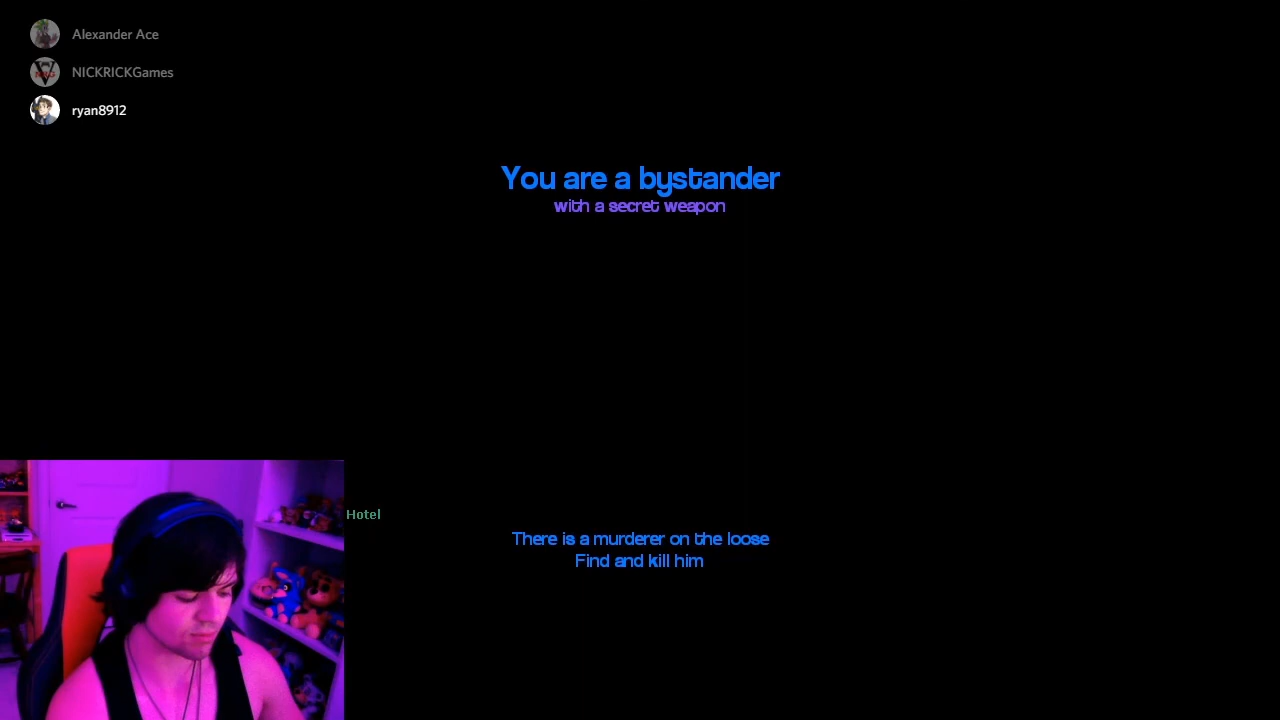 Alexander Ace
NICKRICKGames
ryan8912
You are a bystander
with a secret weapon
Hotel
There is a murderer on the loose
Find and kill him